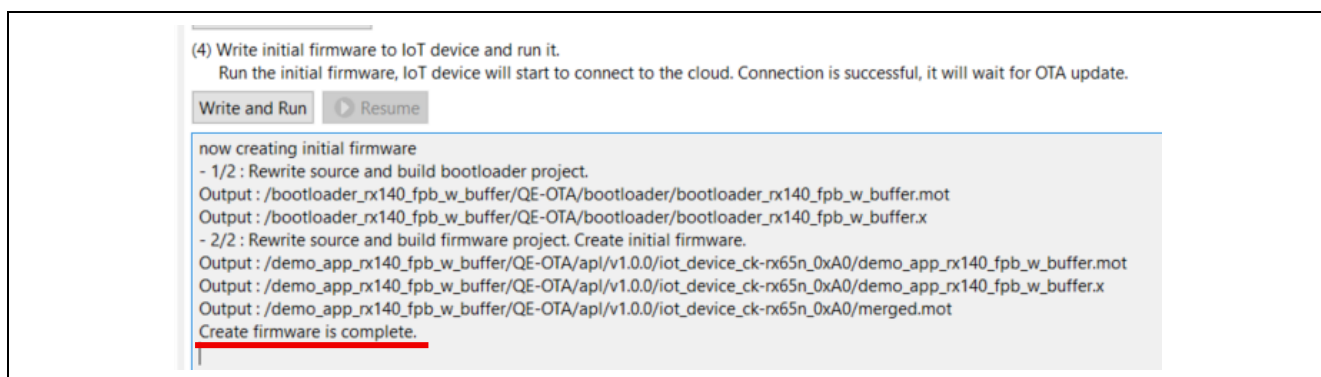 (4) Write initial firmware to IoT device and run it.
Run the initial firmware, IoT device will start to connect to the cloud. Connection is successful, it will wait for OTA update.
Write and Run Resume
now creating initial firmware
- 1/2 : Rewrite source and build bootloader project.
Output : /bootloader_rx140_fpb_w_buffer/QE-OTA/bootloader/bootloader_rx140_fpb_w_buffer.mot
Output : /bootloader_rx140_fpb_w_buffer/QE-OTA/bootloader/bootloader_rx140_fpb_w_buffer.x
- 2/2 : Rewrite source and build firmware project. Create initial firmware.
Output : /demo_app_rx140_fpb_w_buffer/QE-OTA/apl/v1.0.0/iot_device_ck-rx65n_0xA0/demo_app_rx140_fpb_w_buffer.mot
Output : /demo_app_rx140_fpb_w_buffer/QE-OTA/apl/v1.0.0/iot_device_ck-rx65n_0xA0/demo_app_rx140_fpb_w_buffer.x
Output : /demo_app_rx140_fpb_w_buffer/QE-OTA/apl/v1.0.0/iot_device_ck-rx65n_0xA0/merged.mot
Create firmware is complete.